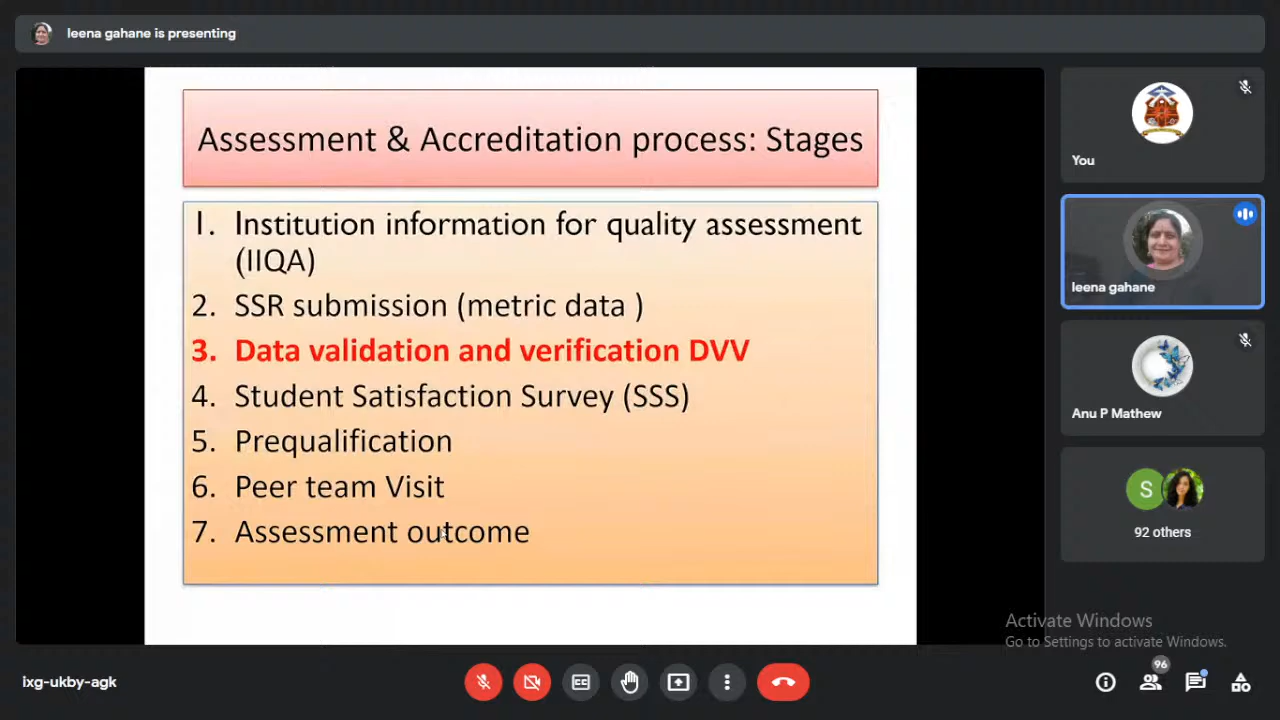 leena gahane is presenting
Assessment & Accreditation process: Stages
1. Institution information for quality assessment
(IIQA)
2. SSR submission (metric data )
3. Data validation and verification DVV
4. Student Satisfaction Survey (SSS)
5. Prequalification
6. Peer team Visit
7. Assessment outcome
You
leena gahane
Anu P Mathew
S
92 others
Activate Windows
Go to Settings to activate Windows.
ixg-ukby-agk
CC
96